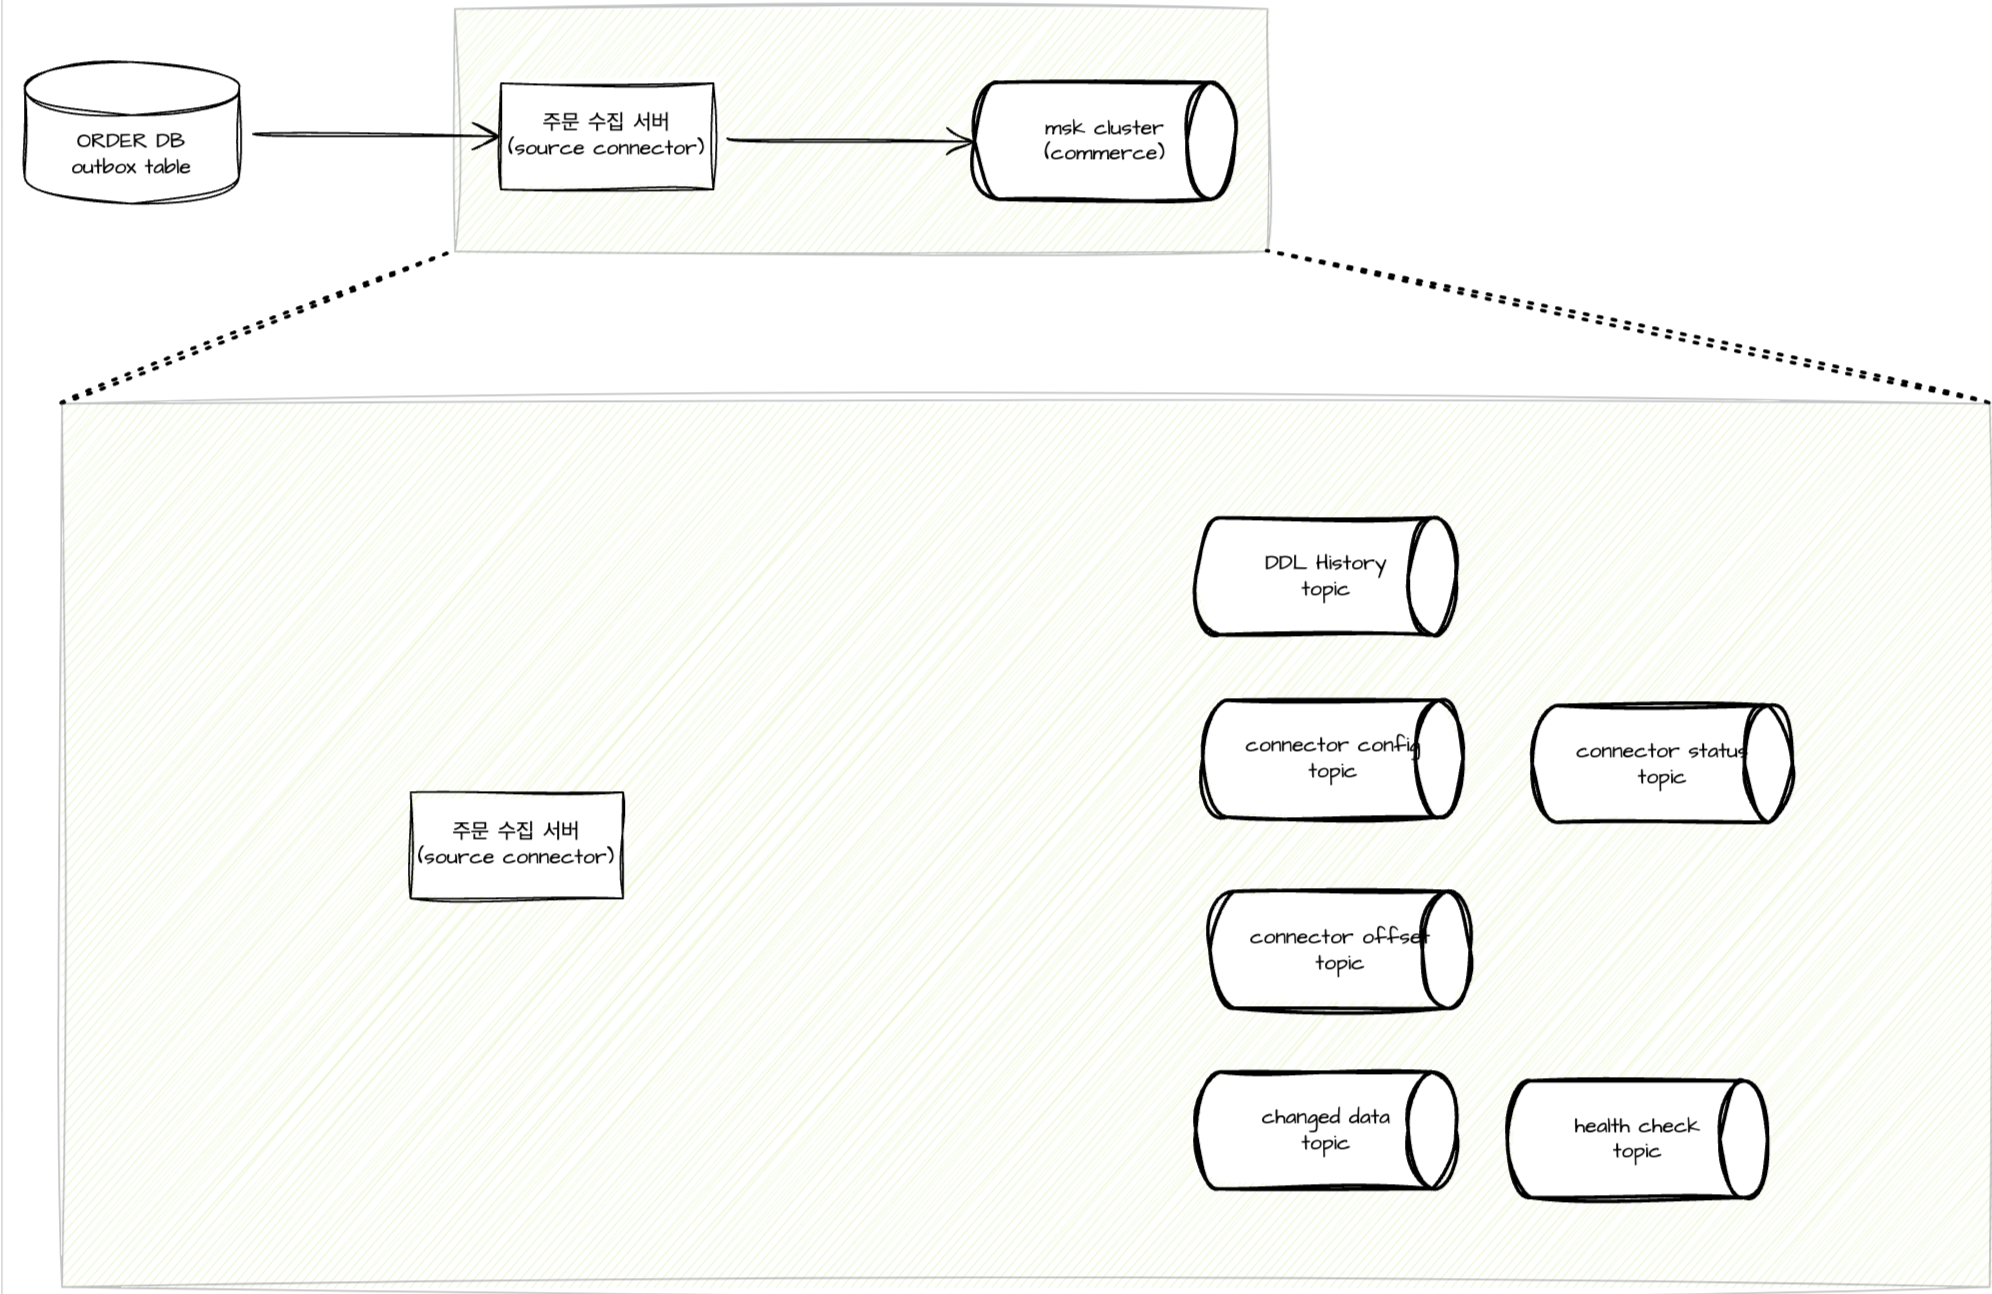 ORDER DB
outbox table
주문 수집 서버
(source connector)
msk cluster
(commerce)
DDL History
topic
connector config
topic
connector status
topic
주문 수집 서버
(source connector)
connector offset
topic
changed data
topic
health check
topic